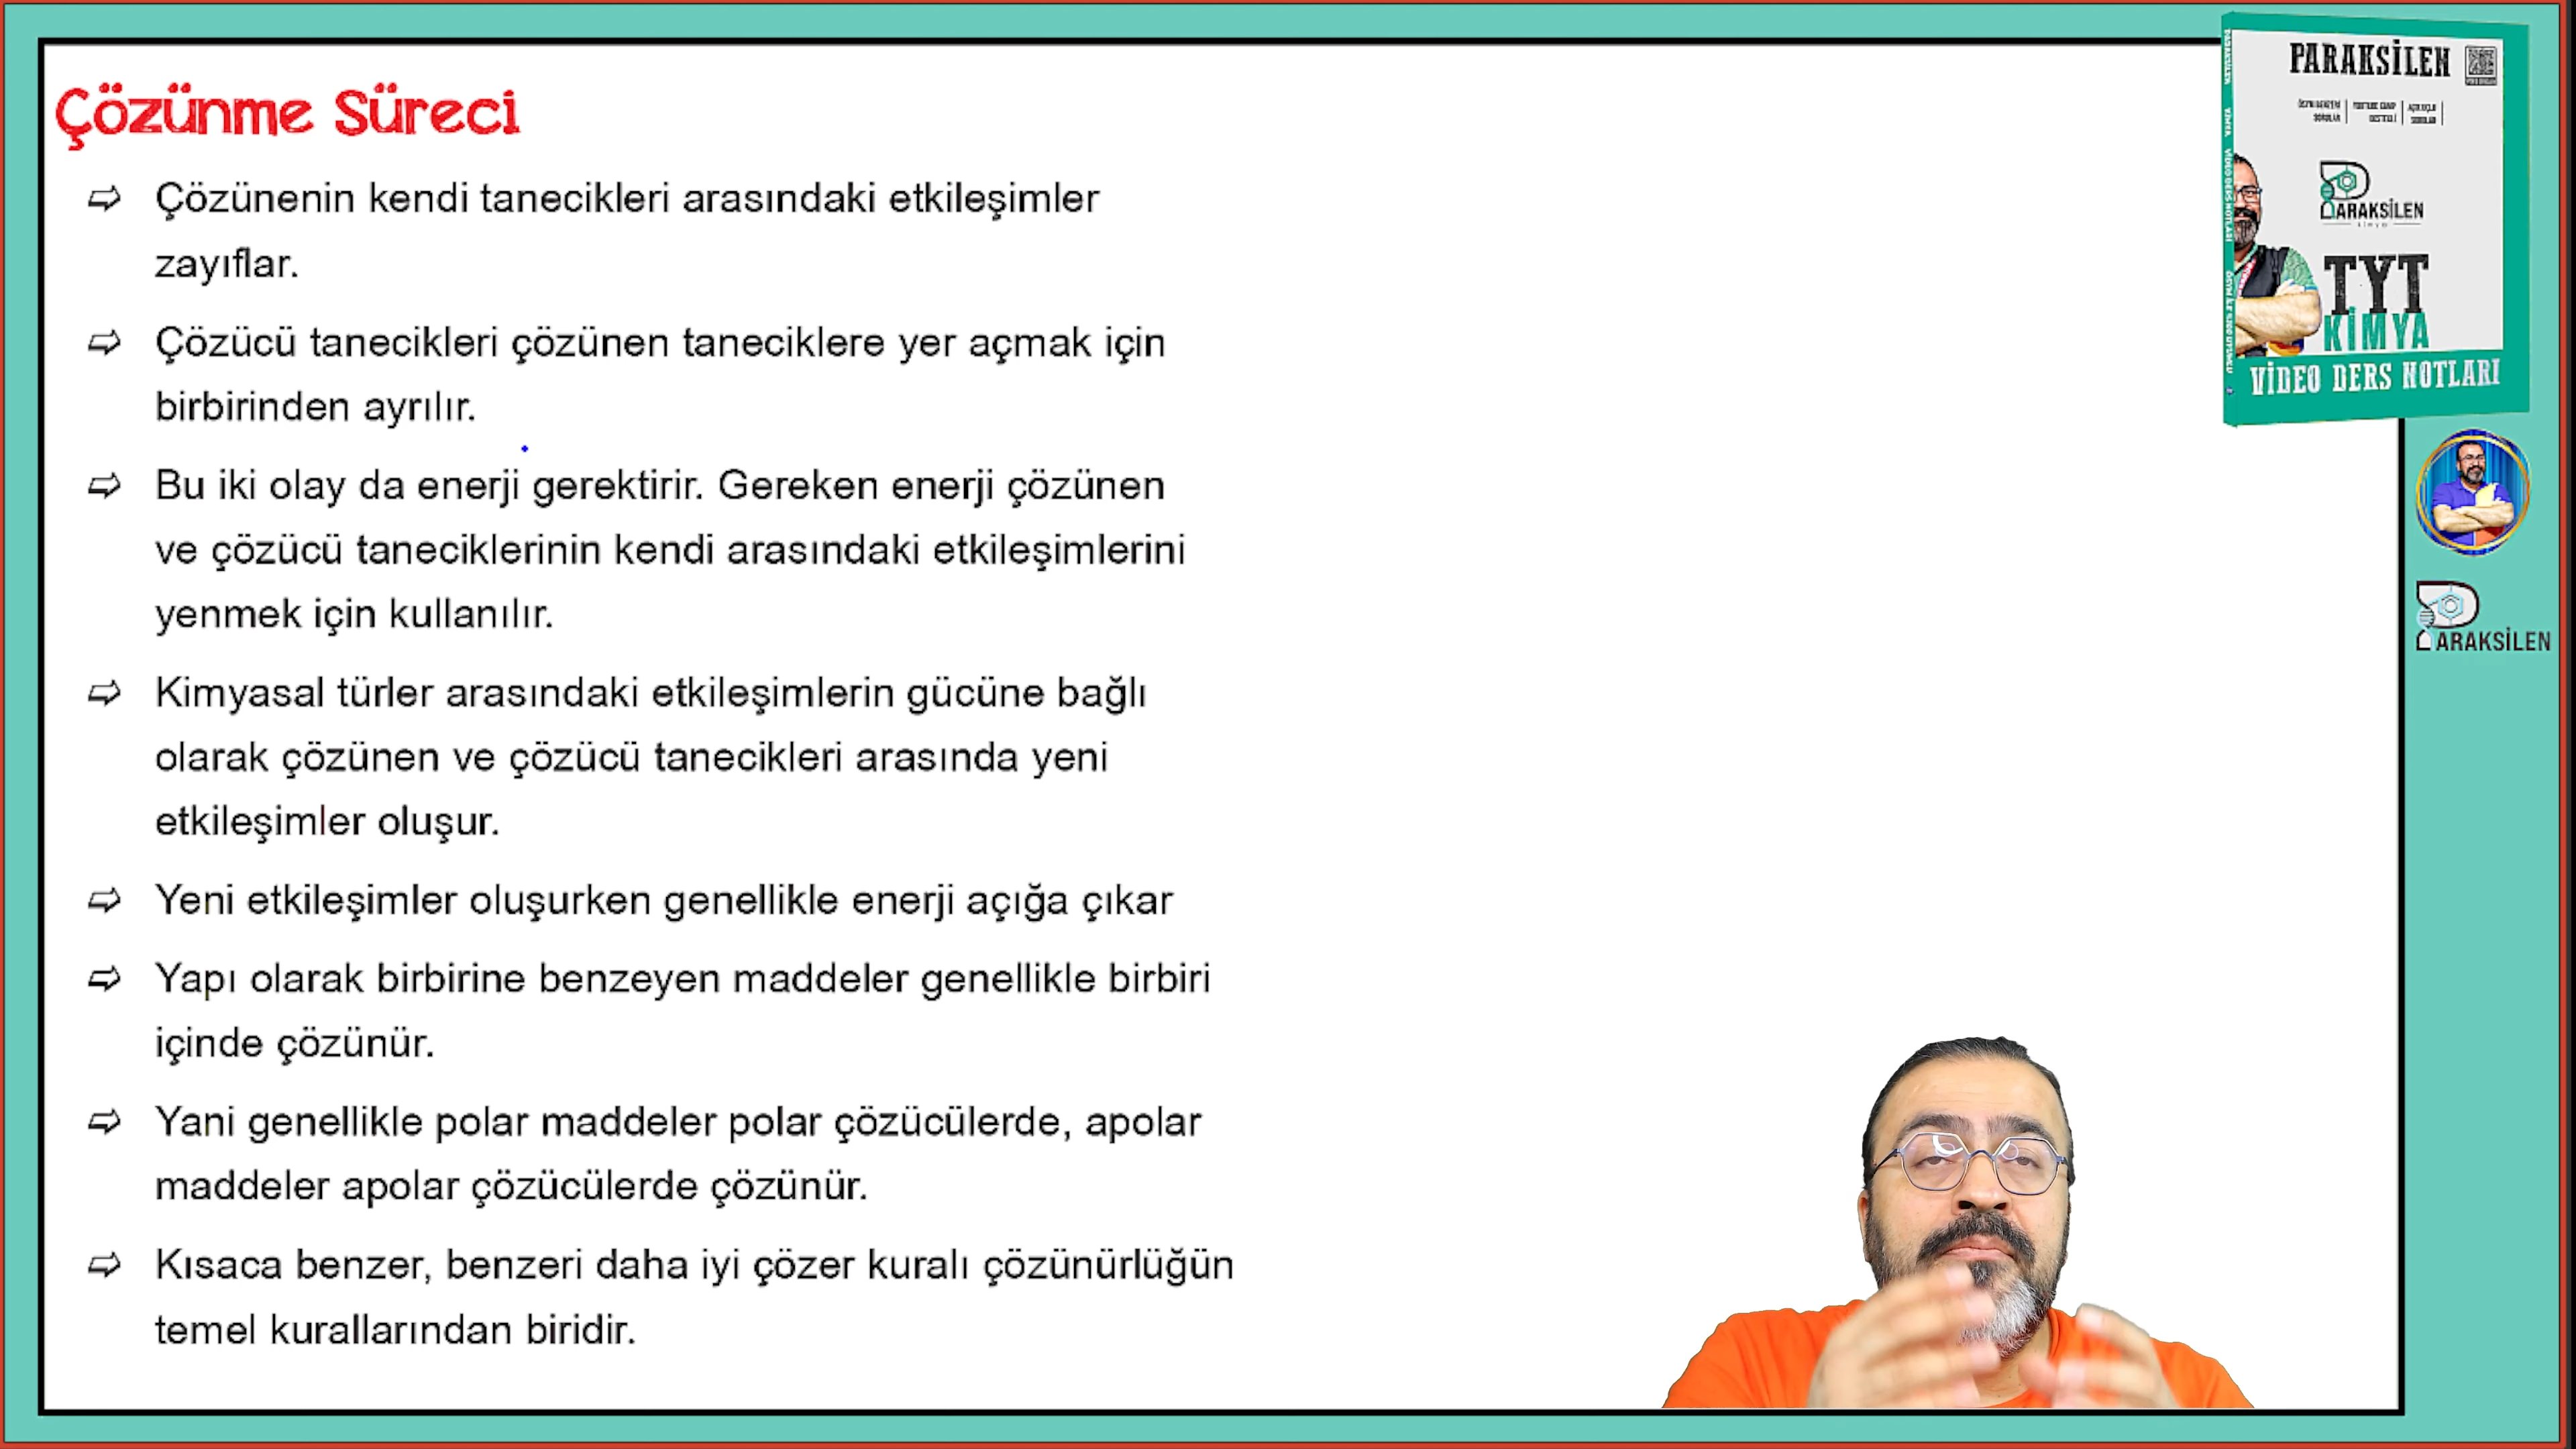 Çözünme Süreci
⇨ Çözünenin kendi tanecikleri arasındaki etkileşimler
zayıflar.
⇨ Çözücü tanecikleri çözünen taneciklere yer açmak için
birbirinden ayrılır.
⇨ Bu iki olay da enerji gerektirir. Gereken enerji çözünen
ve çözücü taneciklerinin kendi arasındaki etkileşimlerini
yenmek için kullanılır.
⇨ Kimyasal türler arasındaki etkileşimlerin gücüne bağlı
olarak çözünen ve çözücü tanecikleri arasında yeni
etkileşimler oluşur.
⇨ Yeni etkileşimler oluşurken genellikle enerji açığa çıkar
⇨ Yapı olarak birbirine benzeyen maddeler genellikle birbiri
içinde çözünür.
⇨ Yani genellikle polar maddeler polar çözücülerde, apolar
maddeler apolar çözücülerde çözünür.
⇨ Kısaca benzer, benzeri daha iyi çözer kuralı çözünürlüğün
temel kurallarından biridir.
PARAKSİLEN
PARAKSİLEN
kimya
TYT
KİMYA
VİDEO DERS NOTLARI
PARAKSİLEN